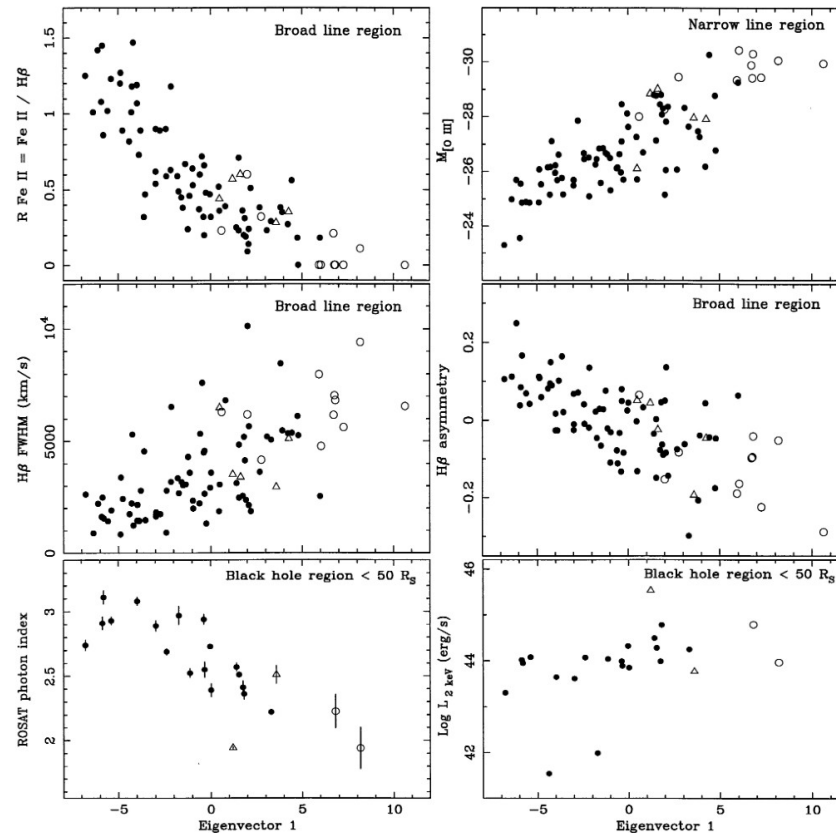 Broad line region
R Fe II = Fe II / Hβ
1.5
1
0.5
0
Narrow line region
M[O III]
-30
-28
-26
-24
Broad line region
Hβ FWHM (km/s)
10⁴
5000
0
Broad line region
Hβ asymmetry
0.2
0
-0.2
Black hole region < 50 R_S
ROSAT photon index
3
2.5
2
-5
0
5
10
Eigenvector 1
Black hole region < 50 R_S
Log L₂ keV (erg/s)
46
44
42
-5
0
5
10
Eigenvector 1